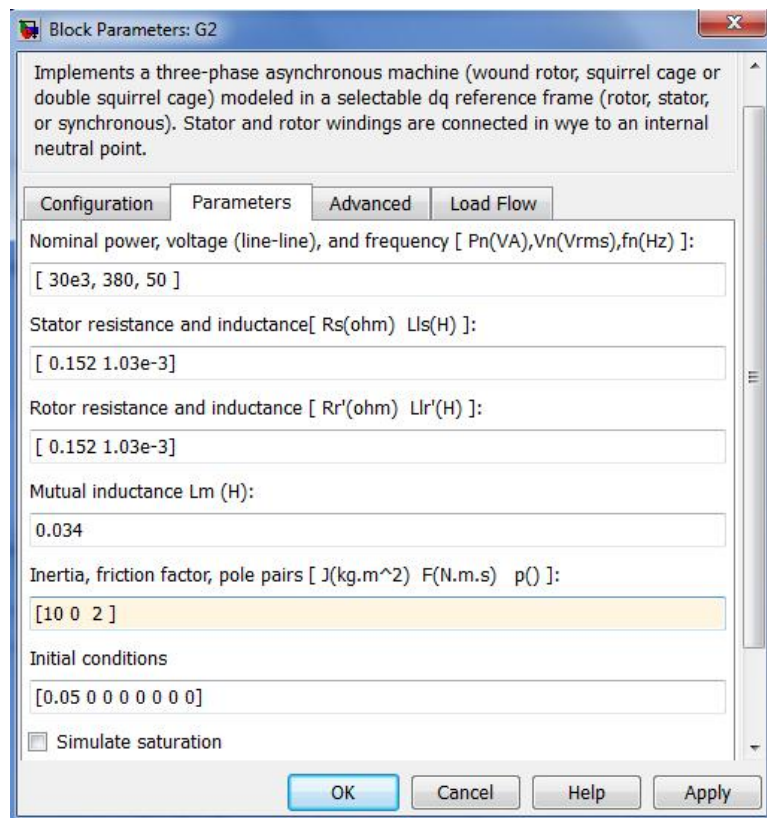 Block Parameters: G2
Implements a three-phase asynchronous machine (wound rotor, squirrel cage or
double squirrel cage) modeled in a selectable dq reference frame (rotor, stator,
or synchronous). Stator and rotor windings are connected in wye to an internal
neutral point.
Configuration Parameters Advanced Load Flow
Nominal power, voltage (line-line), and frequency [ Pn(VA),Vn(Vrms),fn(Hz) ]:
[ 30e3, 380, 50 ]
Stator resistance and inductance[ Rs(ohm)  Lls(H) ]:
[ 0.152 1.03e-3]
Rotor resistance and inductance [ Rr'(ohm)  Llr'(H) ]:
[ 0.152 1.03e-3]
Mutual inductance Lm (H):
0.034
Inertia, friction factor, pole pairs [ J(kg.m^2)  F(N.m.s)   p() ]:
[10 0  2 ]
Initial conditions
[0.05 0 0 0 0 0 0 0]
Simulate saturation
OK Cancel Help Apply